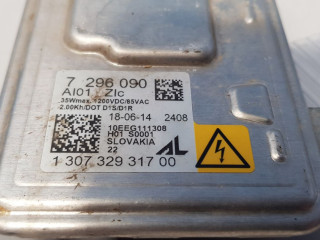 7 296 090
AI01 / Zlc
35Wmax, 1200VDC/85VAC
2.00Kh/DOT D1S/D1R
18-06-14 2408
10EEG111308
H01 S0001
SLOVAKIA
22
AL
1 307 329 317 00